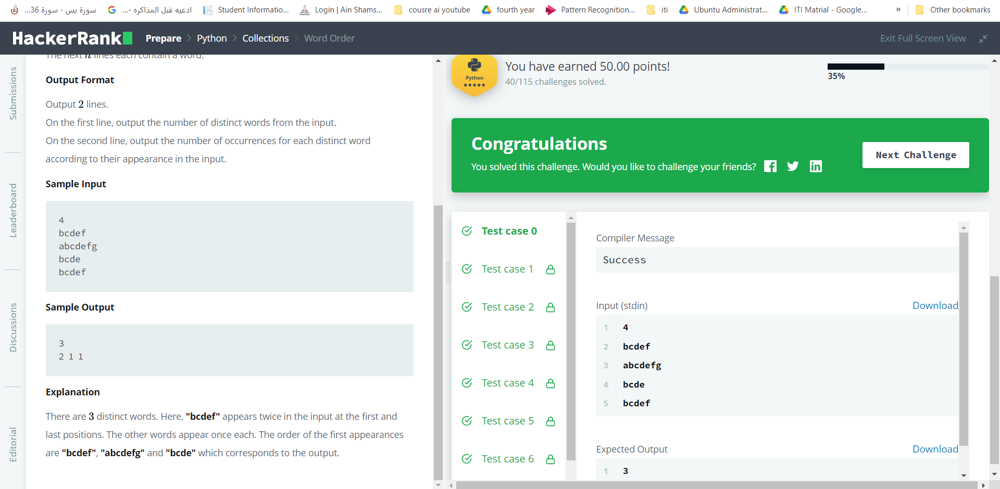 ...سورة يس - سورة 36
...- ادعيه قبل المذاكره
Student Informatio...
Login | Ain Shams...
cousre ai youtube
fourth year
Pattern Recognition...
iti
Ubuntu Administrat...
ITI Matrial - Google...
»
Other bookmarks
HackerRank
Prepare > Python > Collections > Word Order
Exit Full Screen View
Submissions
Leaderboard
Discussions
Editorial
The next n lines each contain a word.
Output Format
Output 2 lines.
On the first line, output the number of distinct words from the input.
On the second line, output the number of occurrences for each distinct word
according to their appearance in the input.
Sample Input
4
bcdef
abcdefg
bcde
bcdef
Sample Output
3
2 1 1
Explanation
There are 3 distinct words. Here, "bcdef" appears twice in the input at the first and
last positions. The other words appear once each. The order of the first appearances
are "bcdef", "abcdefg" and "bcde" which corresponds to the output.
Python
You have earned 50.00 points!
40/115 challenges solved.
35%
Congratulations
You solved this challenge. Would you like to challenge your friends?
Next Challenge
Test case 0
Test case 1
Test case 2
Test case 3
Test case 4
Test case 5
Test case 6
Compiler Message
Success
Input (stdin)
Download
1 4
2 bcdef
3 abcdefg
4 bcde
5 bcdef
Expected Output
Download
1 3